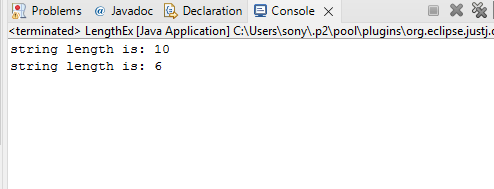 Problems @ Javadoc Declaration Console
<terminated> LengthEx [Java Application] C:\Users\sony\.p2\pool\plugins\org.eclipse.justj.
string length is: 10
string length is: 6